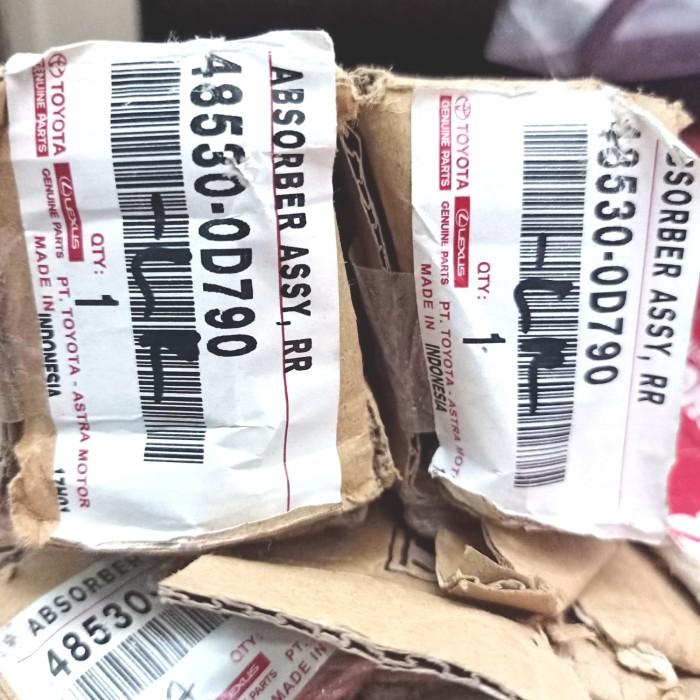 ABSORBER ASSY, RR
48530-0D790
QTY:
1
TOYOTA
GENUINE PARTS
LEXUS
GENUINE PARTS
PT. TOYOTA - ASTRA MOTOR
MADE IN INDONESIA
SSORBER ASSY, RR
48530-0D790
QTY:
1
TOYOTA
GENUINE PARTS
LEXUS
GENUINE PARTS
PT. TOYOTA - ASTRA MOT
MADE IN INDONESIA
ABSORBER
48530-
QTY:
PT.
MADE IN